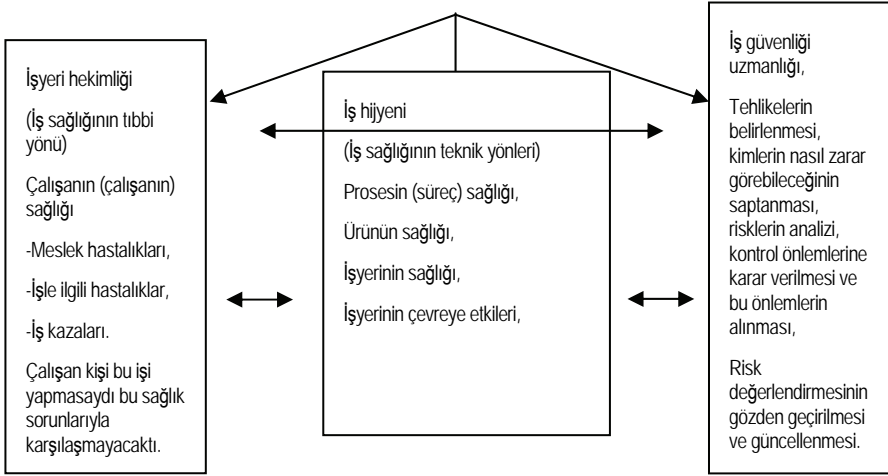 İşyeri hekimliği
(İş sağlığının tıbbi
yönü)
Çalışanın (çalışanın)
sağlığı
-Meslek hastalıkları,
-İşle ilgili hastalıklar,
-İş kazaları.
Çalışan kişi bu işi
yapmasaydı bu sağlık
sorunlarıyla
karşılaşmayacaktı.
İş hijyeni
(İş sağlığının teknik yönleri)
Prosesin (süreç) sağlığı,
Ürünün sağlığı,
İşyerinin sağlığı,
İşyerinin çevreye etkileri,
İş güvenliği
uzmanlığı,
Tehlikelerin
belirlenmesi,
kimlerin nasıl zarar
görebileceğinin
saptanması,
risklerin analizi,
kontrol önlemlerine
karar verilmesi ve
bu önlemlerin
alınması,
Risk
değerlendirmesinin
gözden geçirilmesi
ve güncellenmesi.